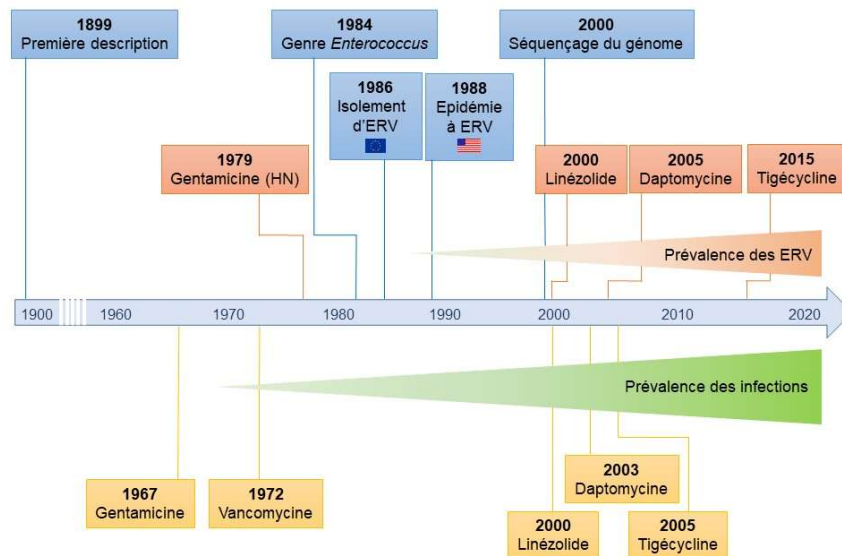 1899
Première description
1984
Genre Enterococcus
2000
Séquençage du génome
1986
Isolement
d'ERV
1988
Epidémie
à ERV
1979
Gentamicine (HN)
2000
Linézolide
2005
Daptomycine
2015
Tigécycline
Prévalence des ERV
1900
1960
1970
1980
1990
2000
2010
2020
Prévalence des infections
1967
Gentamicine
1972
Vancomycine
2003
Daptomycine
2000
Linézolide
2005
Tigécycline